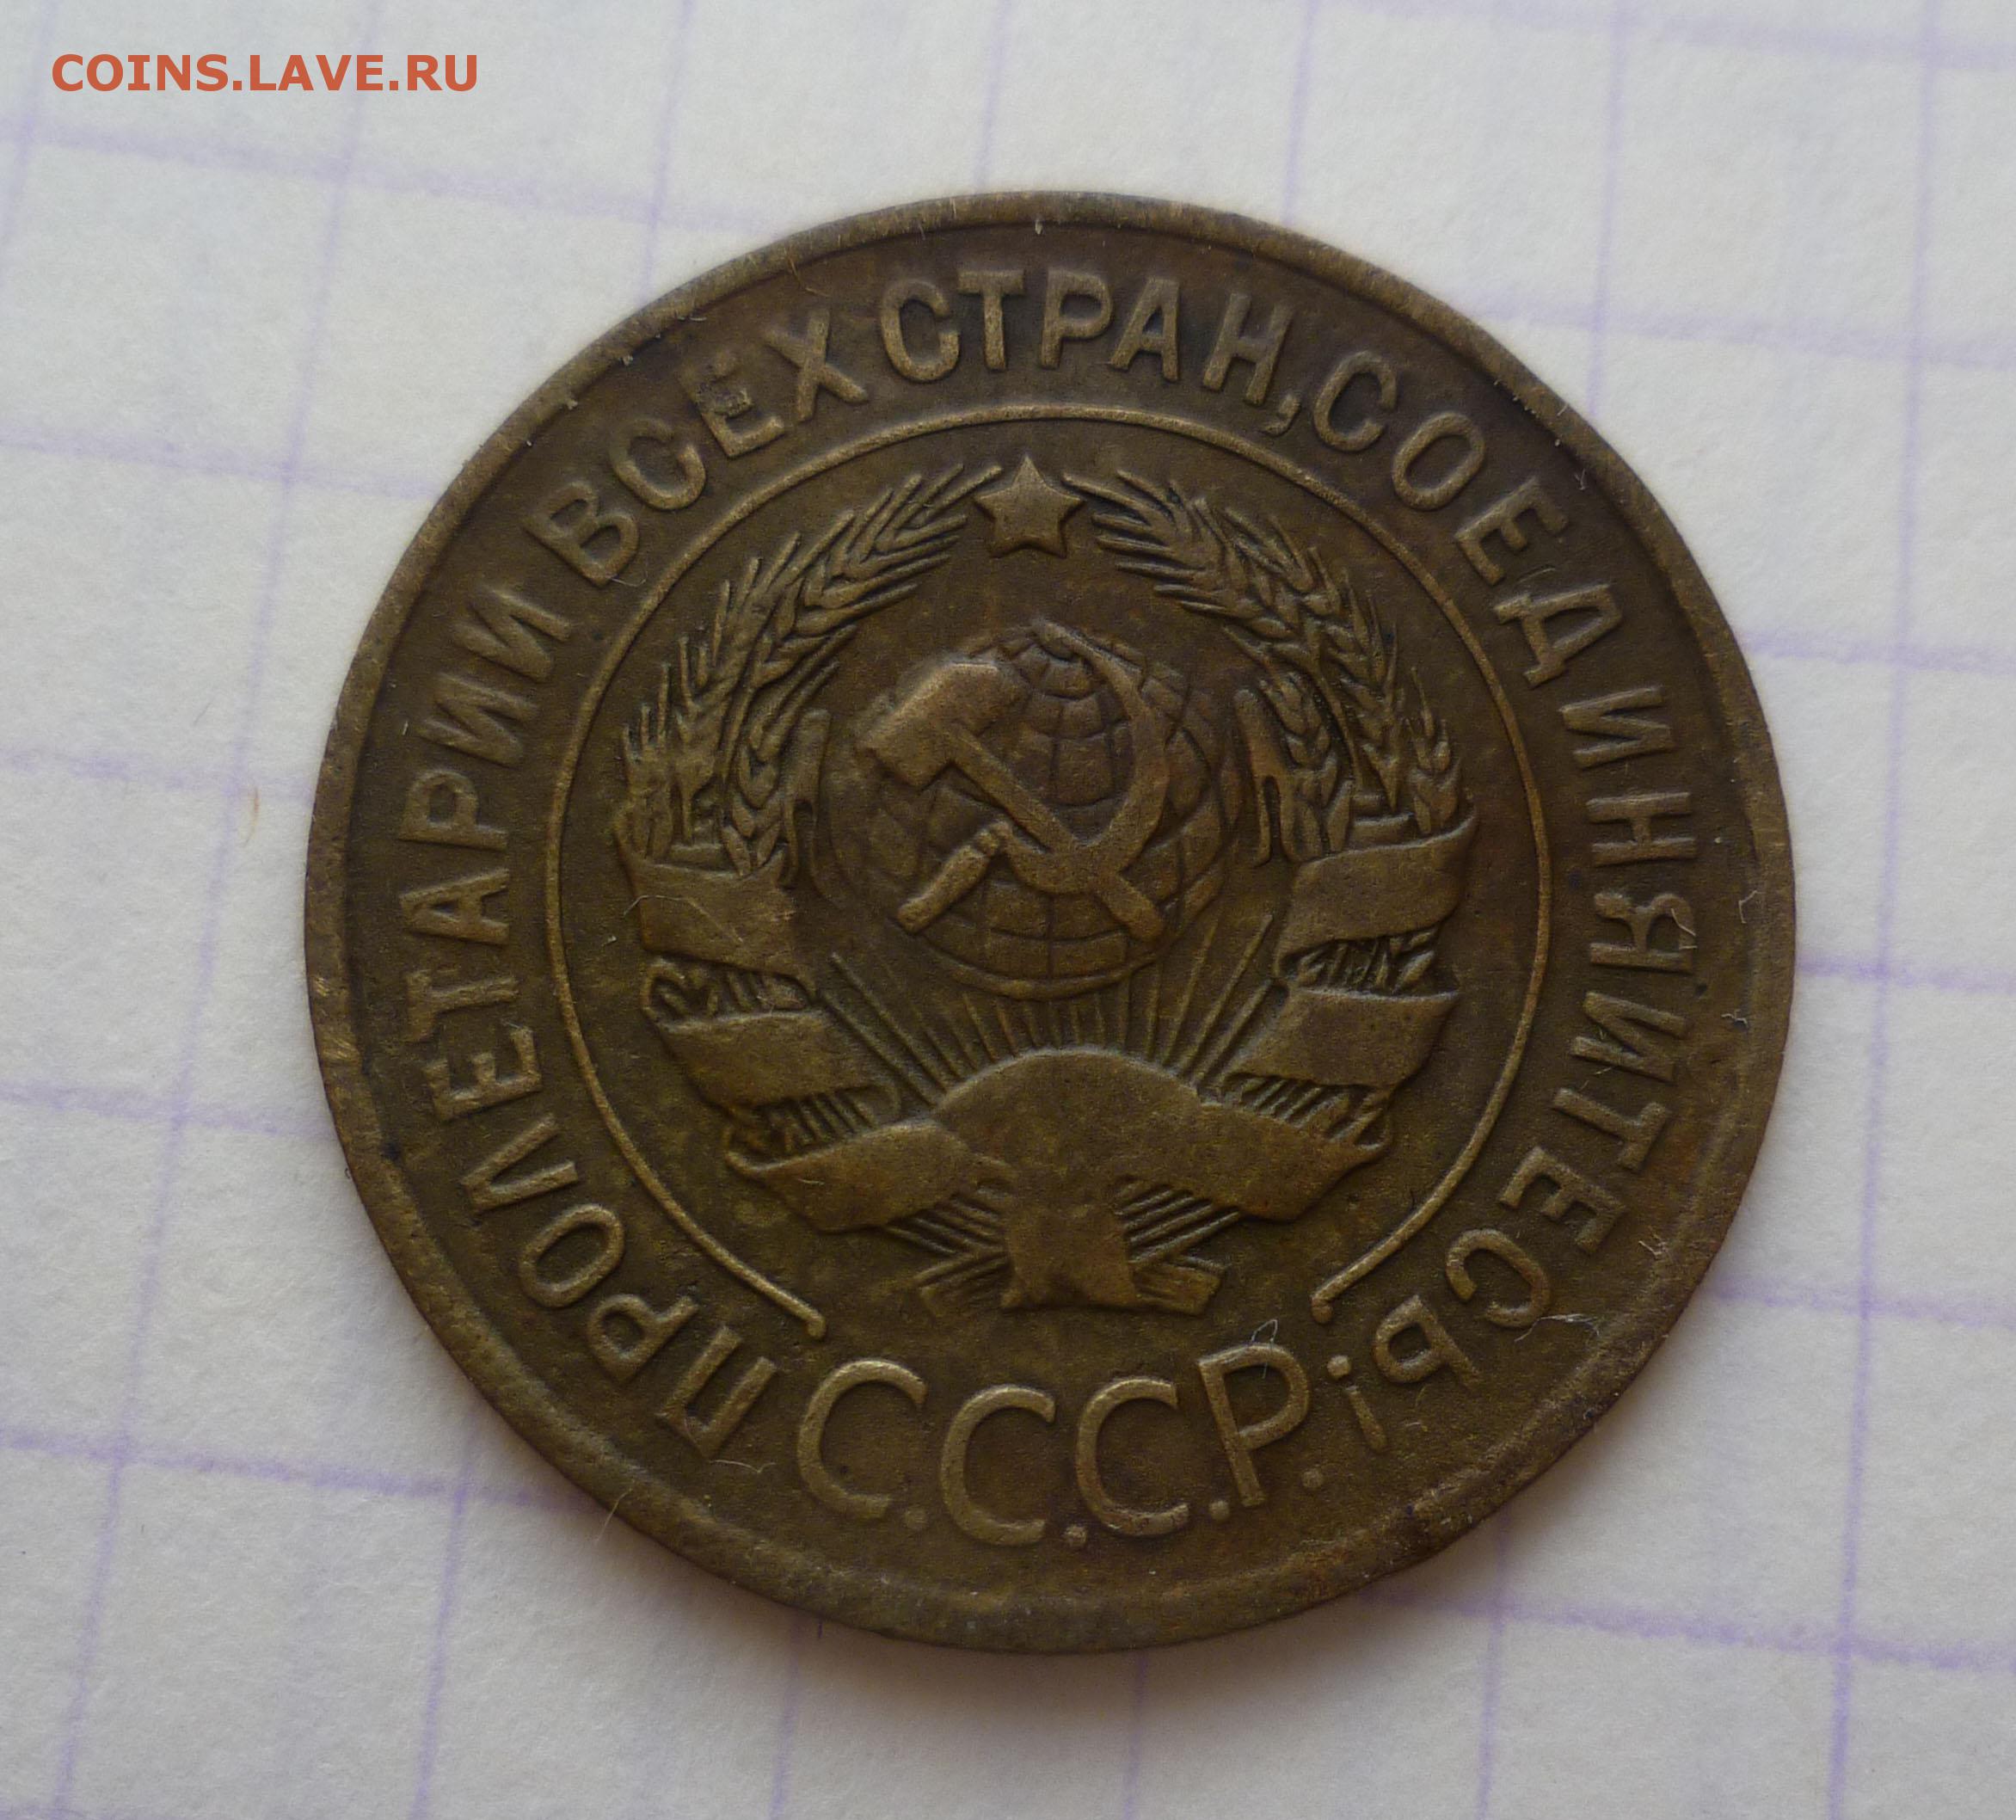 COINS.LAVE.RU
ПРОЛЕТАРИИ ВСЕХ СТРАН, СОЕДИНЯЙТЕСЬ!
С.С.С.Р.